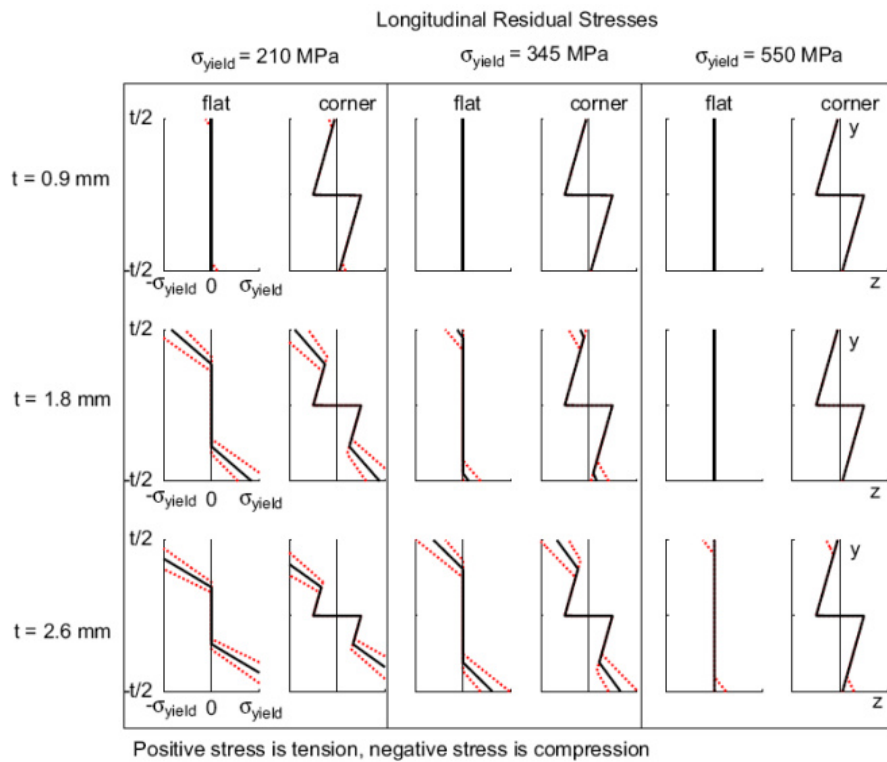 Longitudinal Residual Stresses
σyield = 210 MPa σyield = 345 MPa σyield = 550 MPa
flat corner flat corner flat corner
t/2 y
t = 0.9 mm
-t/2
-σyield 0 σyield z
t/2 y
t = 1.8 mm
-t/2
-σyield 0 σyield z
t/2 y
t = 2.6 mm
-t/2
-σyield 0 σyield z
Positive stress is tension, negative stress is compression